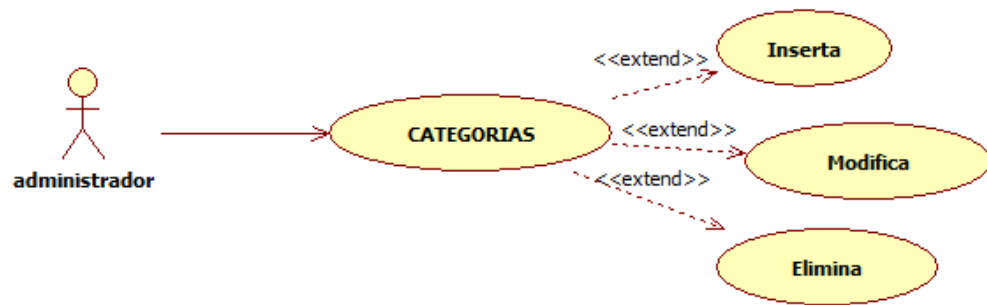 Inserta
<<extend>>
CATEGORIAS
<<extend>>
Modifica
administrador
<<extend>>
Elimina